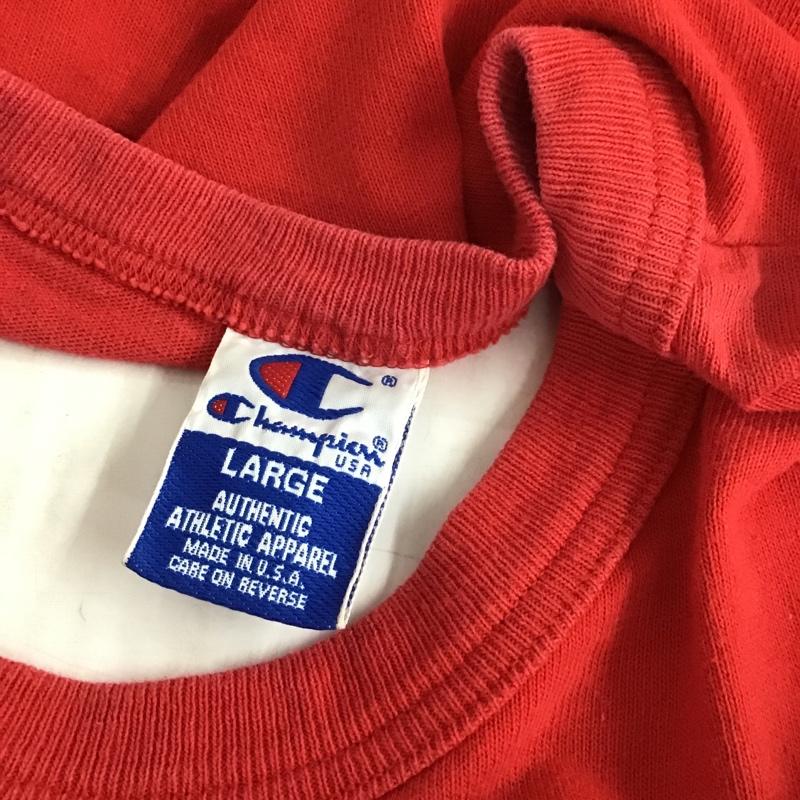 ®
Champion®
USA
LARGE
AUTHENTIC
ATHLETIC APPAREL
MADE IN U.S.A.
CARE ON REVERSE